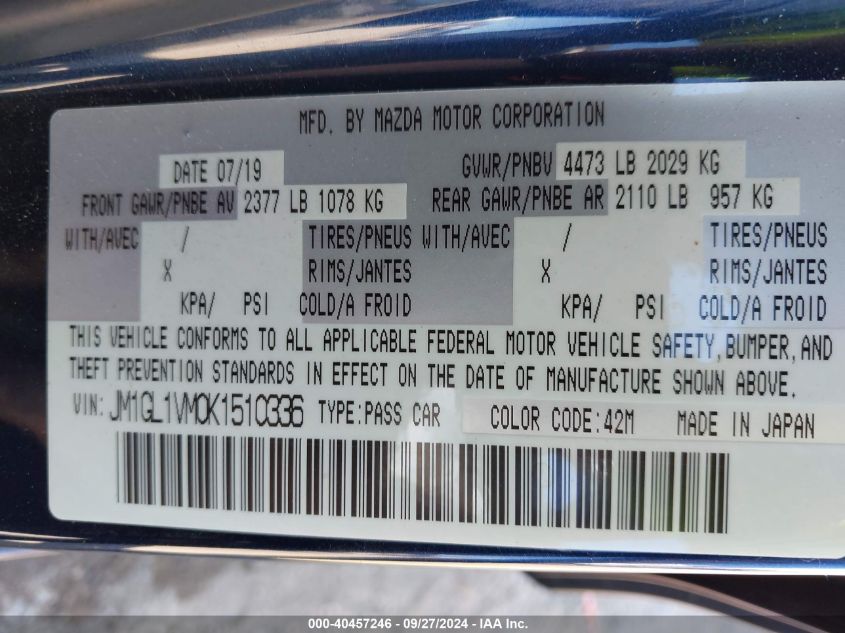 MFD. BY MAZDA MOTOR CORPORATION
DATE 07/19 GVWR/PNBV 4473 LB 2029 KG
FRONT GAWR/PNBE AV 2377 LB 1078 KG REAR GAWR/PNBE AR 2110 LB 957 KG
WITH/AVEC / TIRES/PNEUS WITH/AVEC / TIRES/PNEUS
X RIMS/JANTES X RIMS/JANTES
KPA/ PSI COLD/A FROID KPA/ PSI COLD/A FROID
THIS VEHICLE CONFORMS TO ALL APPLICABLE FEDERAL MOTOR VEHICLE SAFETY, BUMPER, AND
THEFT PREVENTION STANDARDS IN EFFECT ON THE DATE OF MANUFACTURE SHOWN ABOVE.
VIN: JM1GL1VM0K1510336 TYPE:PASS CAR COLOR CODE:42M MADE IN JAPAN
000-40457246 - 09/27/2024 - IAA Inc.